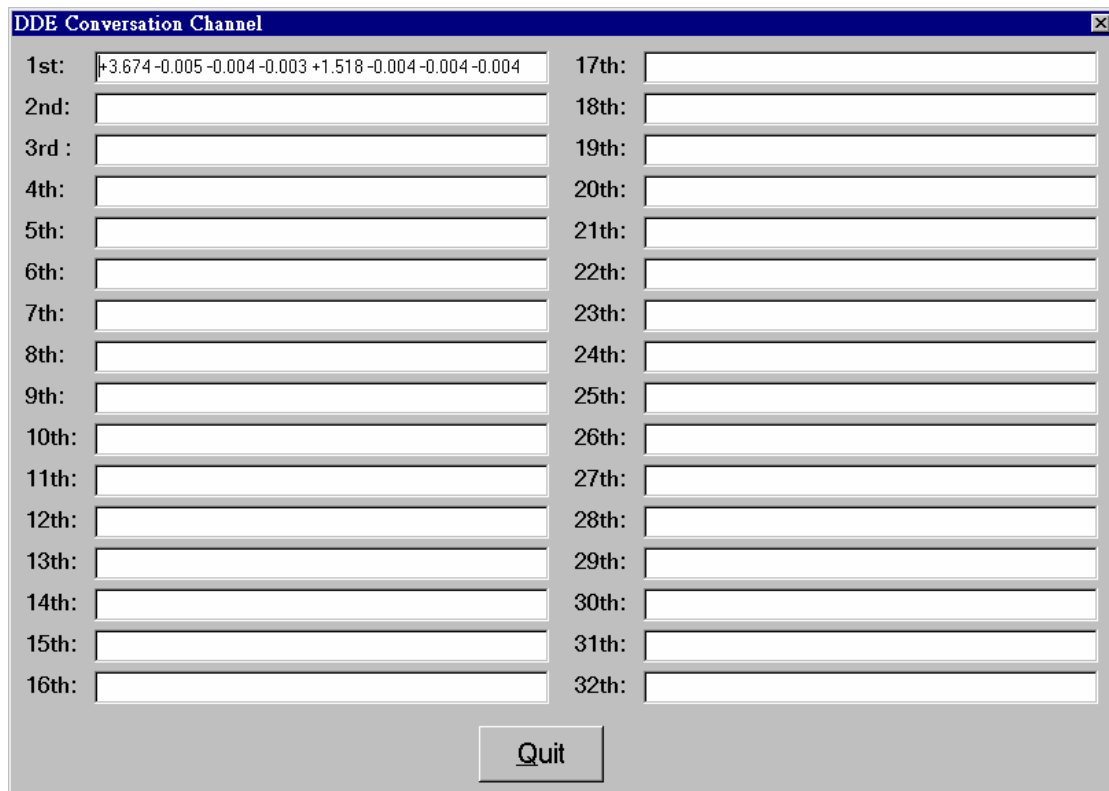 DDE Conversation Channel
1st: +3.674 -0.005 -0.004 -0.003 +1.518 -0.004 -0.004 -0.004
2nd:
3rd :
4th:
5th:
6th:
7th:
8th:
9th:
10th:
11th:
12th:
13th:
14th:
15th:
16th:
17th:
18th:
19th:
20th:
21th:
22th:
23th:
24th:
25th:
26th:
27th:
28th:
29th:
30th:
31th:
32th:
Quit